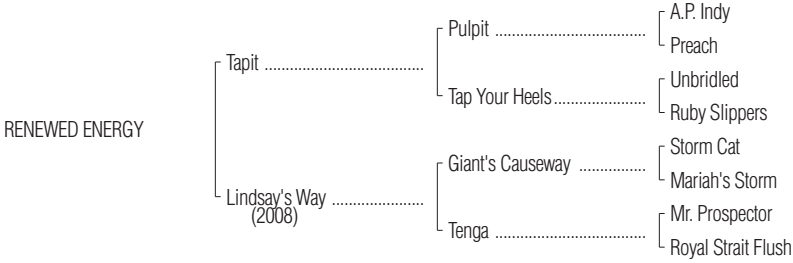 A.P. Indy
Pulpit ....................................
Preach
Tapit ......................................
Unbridled
Tap Your Heels......................
Ruby Slippers
RENEWED ENERGY
Storm Cat
Giant's Causeway ................
Mariah's Storm
Lindsay's Way ......................
(2008)
Mr. Prospector
Tenga ....................................
Royal Strait Flush